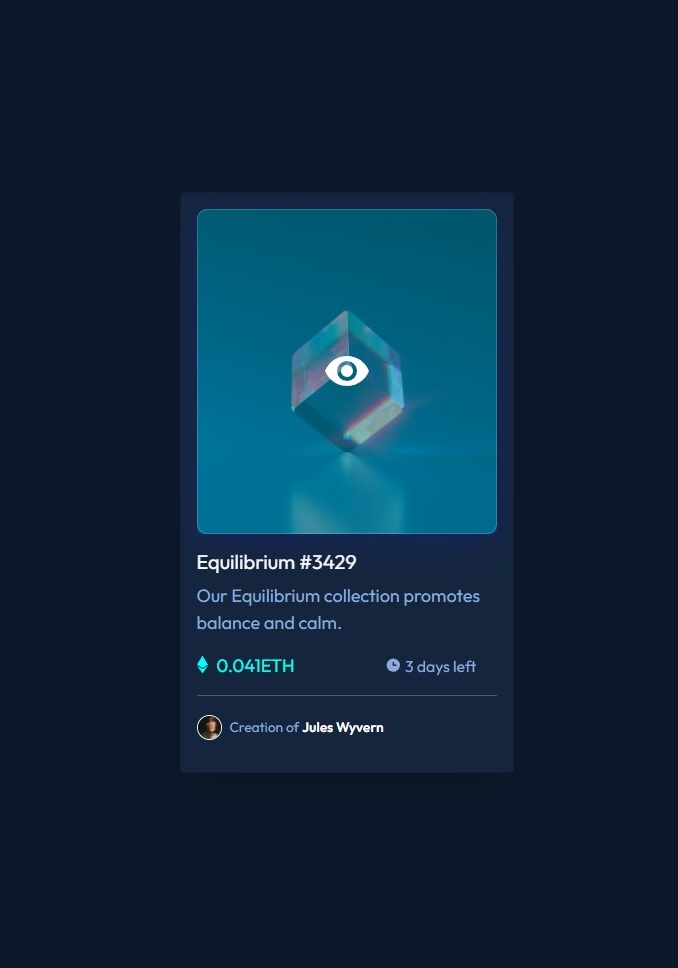 Equilibrium #3429
Our Equilibrium collection promotes
balance and calm.
0.041ETH 3 days left
Creation of Jules Wyvern